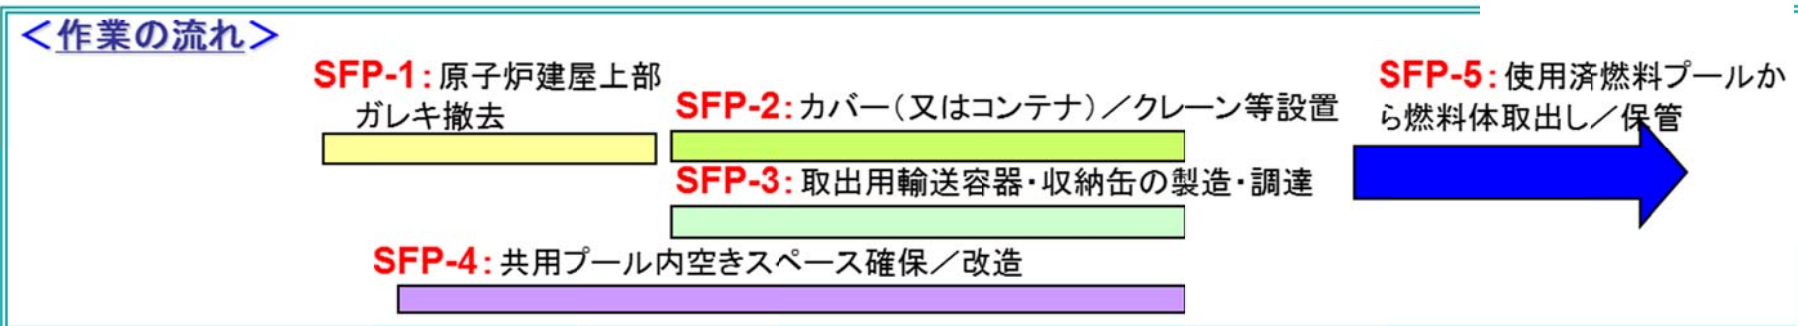 ＜作業の流れ＞
SFP-1：原子炉建屋上部
ガレキ撤去
SFP-2：カバー（又はコンテナ）／クレーン等設置
SFP-3：取出用輸送容器・収納缶の製造・調達
SFP-4：共用プール内空きスペース確保／改造
SFP-5：使用済燃料プールか
ら燃料体取出し／保管